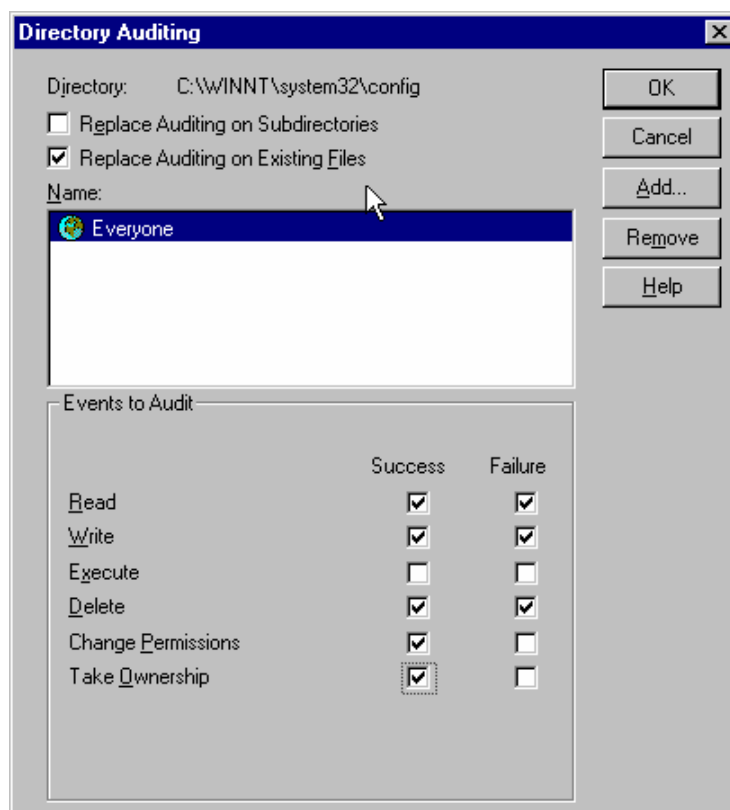 Directory Auditing
Directory: C:\WINNT\system32\config
Replace Auditing on Subdirectories
Replace Auditing on Existing Files
Name:
Everyone
OK
Cancel
Add...
Remove
Help
Events to Audit
Success Failure
Read
Write
Execute
Delete
Change Permissions
Take Ownership